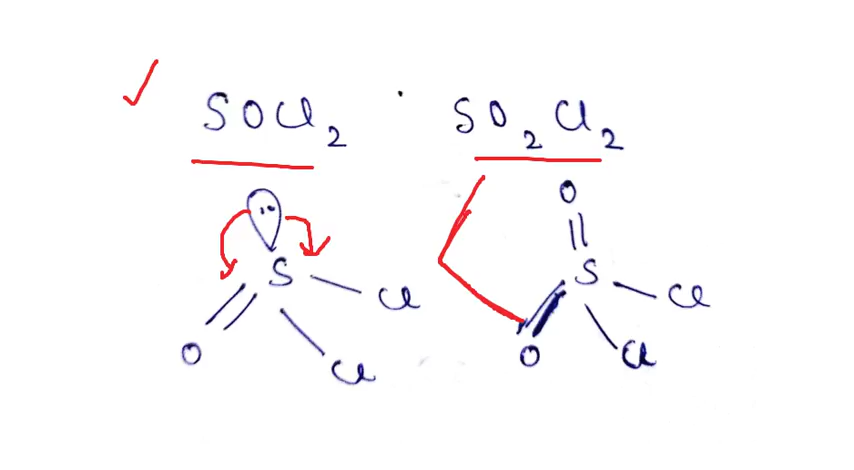 SOCl2 SO2Cl2
O
S S
Cl Cl
O Cl O Cl